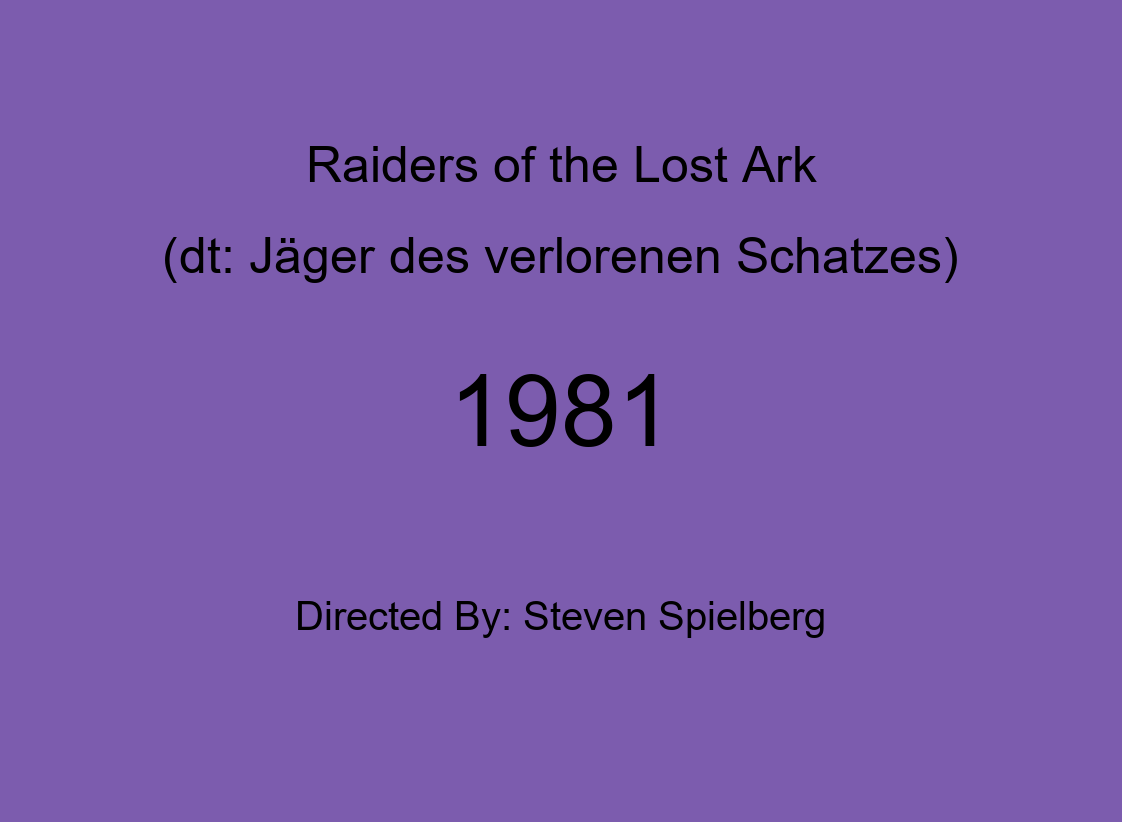 Raiders of the Lost Ark
(dt: Jäger des verlorenen Schatzes)
1981
Directed By: Steven Spielberg